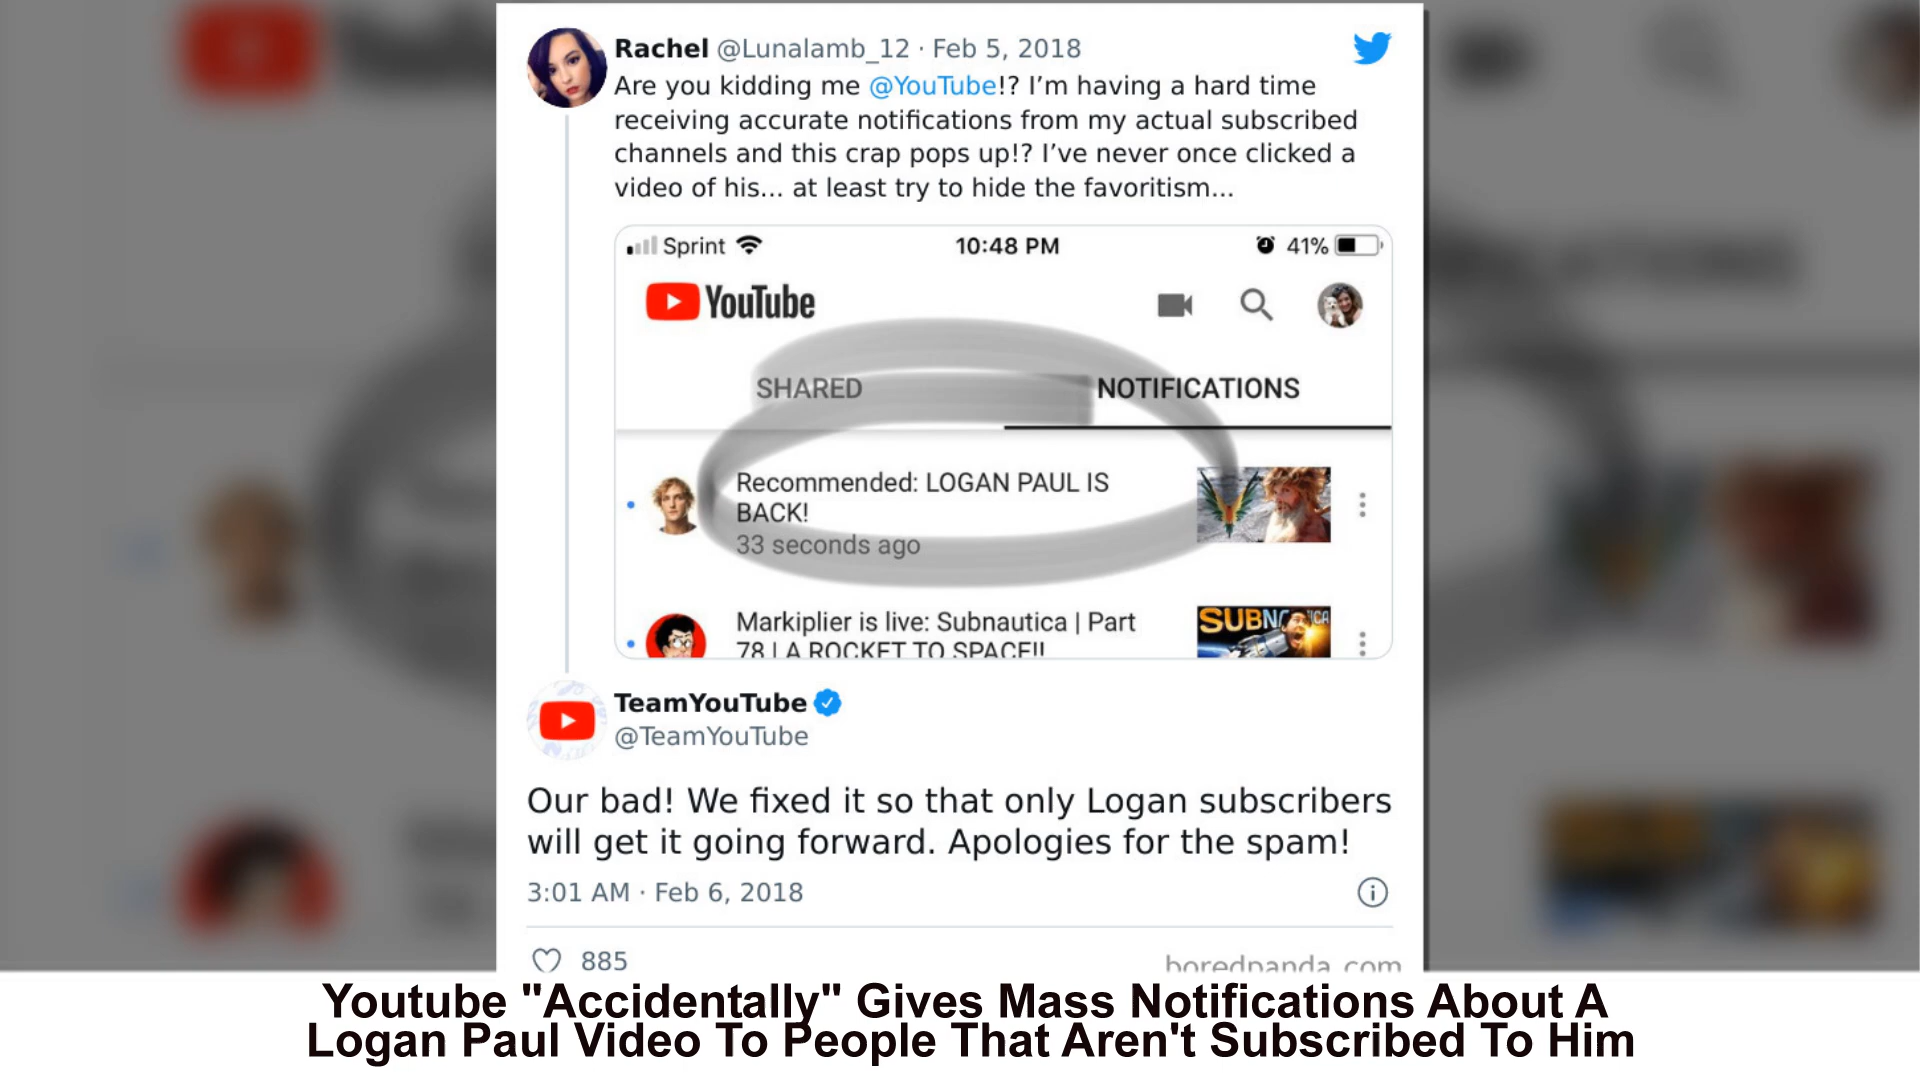 Rachel @Lunalamb_12 · Feb 5, 2018
Are you kidding me @YouTube!? I’m having a hard time
receiving accurate notifications from my actual subscribed
channels and this crap pops up!? I’ve never once clicked a
video of his... at least try to hide the favoritism...
Sprint 10:48 PM 41%
YouTube
SHARED NOTIFICATIONS
Recommended: LOGAN PAUL IS
BACK!
33 seconds ago
Markiplier is live: Subnautica | Part
78 | A ROCKET TO SPACE!!
SUBN ICA
TeamYouTube
@TeamYouTube
Our bad! We fixed it so that only Logan subscribers
will get it going forward. Apologies for the spam!
3:01 AM · Feb 6, 2018
885
boredpanda.com
Youtube "Accidentally" Gives Mass Notifications About A
Logan Paul Video To People That Aren't Subscribed To Him